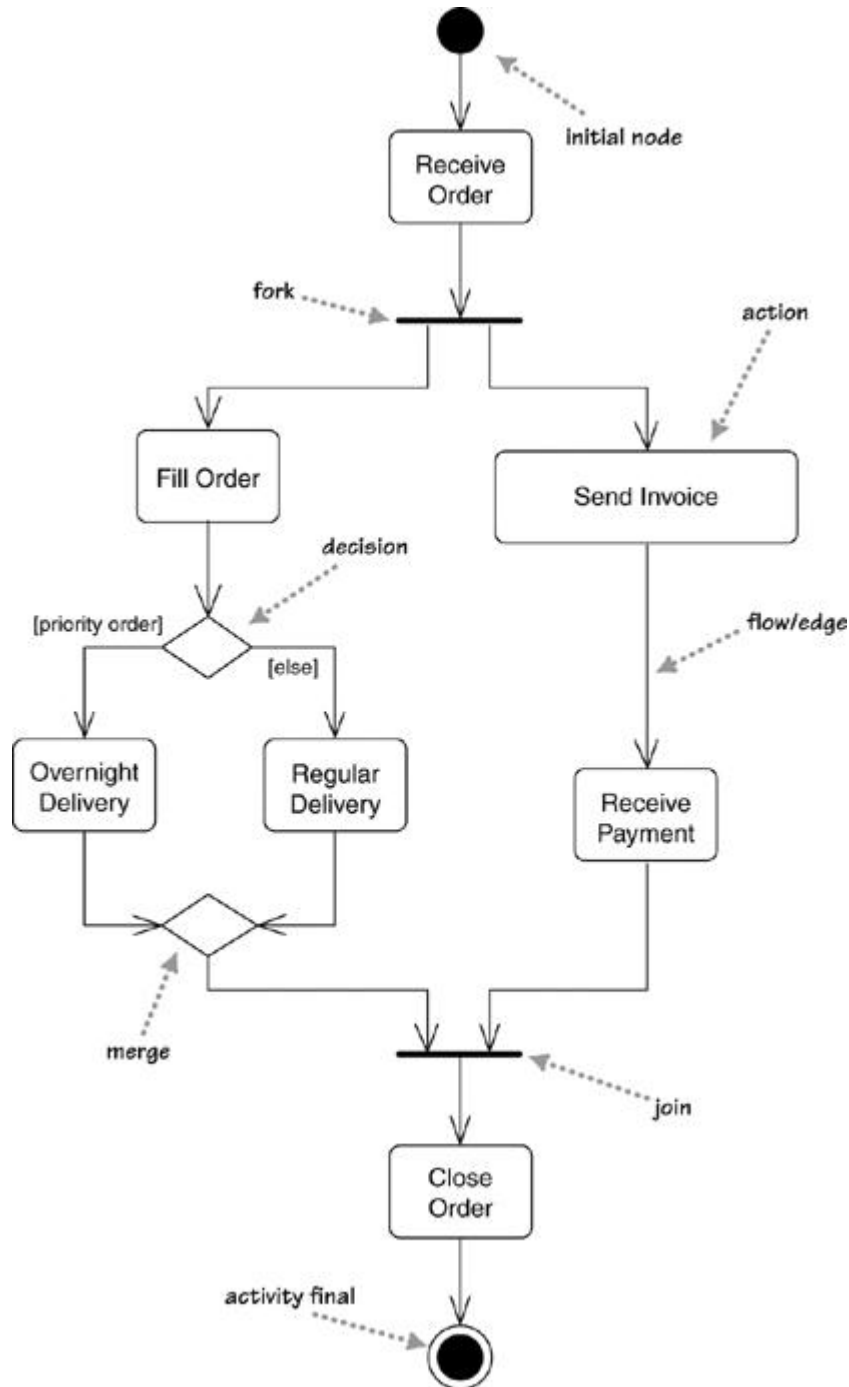 initial node
Receive
Order
fork
action
Fill Order
Send Invoice
decision
[priority order]
[else]
flow/edge
Overnight
Delivery
Regular
Delivery
Receive
Payment
merge
join
Close
Order
activity final